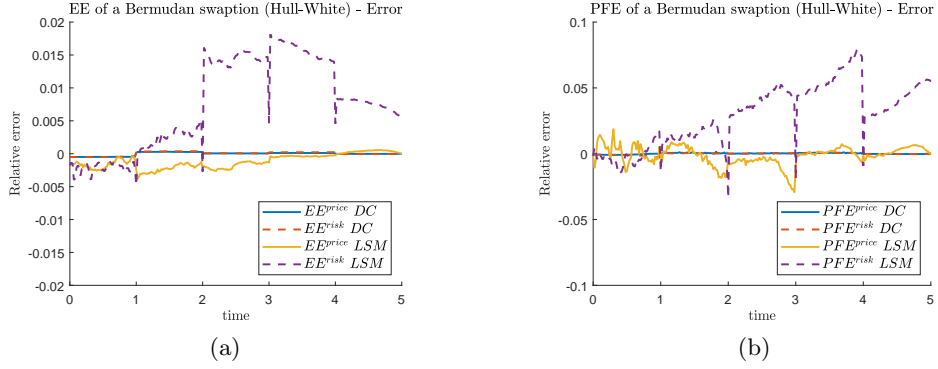 EE of a Bermudan swaption (Hull-White) - Error
0.02
0.015
0.01
0.005
0
-0.005
-0.01
-0.015
-0.02
Relative error
EE^price DC
EE^risk DC
EE^price LSM
EE^risk LSM
0 1 2 3 4 5
time
(a)
PFE of a Bermudan swaption (Hull-White) - Error
0.1
0.05
0
-0.05
-0.1
Relative error
PFE^price DC
PFE^risk DC
PFE^price LSM
PFE^risk LSM
0 1 2 3 4 5
time
(b)